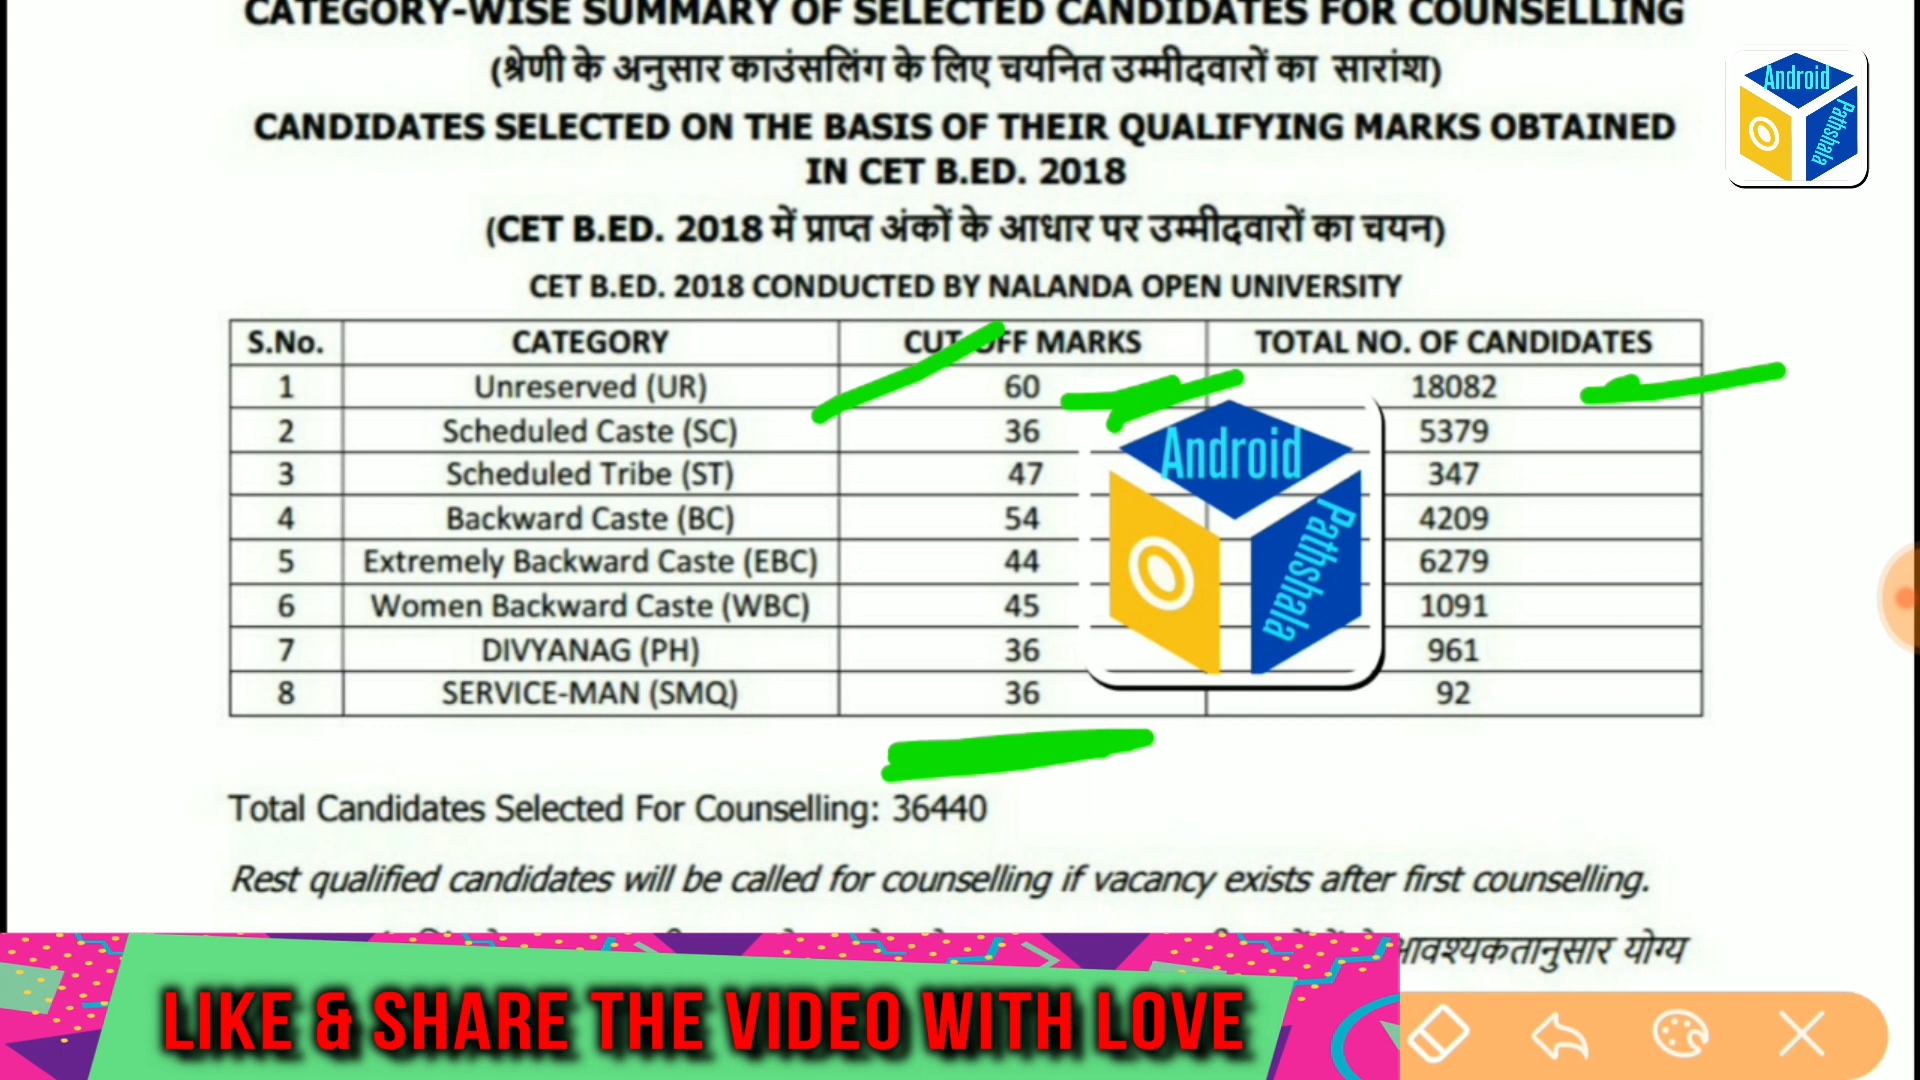 CATEGORY-WISE SUMMARY OF SELECTED CANDIDATES FOR COUNSELLING
(श्रेणी के अनुसार काउंसलिंग के लिए चयनित उम्मीदवारों का सारांश)
CANDIDATES SELECTED ON THE BASIS OF THEIR QUALIFYING MARKS OBTAINED
IN CET B.ED. 2018
(CET B.ED. 2018 में प्राप्त अंकों के आधार पर उम्मीदवारों का चयन)
CET B.ED. 2018 CONDUCTED BY NALANDA OPEN UNIVERSITY
S.No. CATEGORY CUT OFF MARKS TOTAL NO. OF CANDIDATES
1 Unreserved (UR) 60 18082
2 Scheduled Caste (SC) 36 5379
3 Scheduled Tribe (ST) 47 347
4 Backward Caste (BC) 54 4209
5 Extremely Backward Caste (EBC) 44 6279
6 Women Backward Caste (WBC) 45 1091
7 DIVYANAG (PH) 36 961
8 SERVICE-MAN (SMQ) 36 92
Android
Pathshala
Android
Pathshala
Total Candidates Selected For Counselling: 36440
Rest qualified candidates will be called for counselling if vacancy exists after first counselling.
आवश्यकतानुसार योग्य
LIKE & SHARE THE VIDEO WITH LOVE